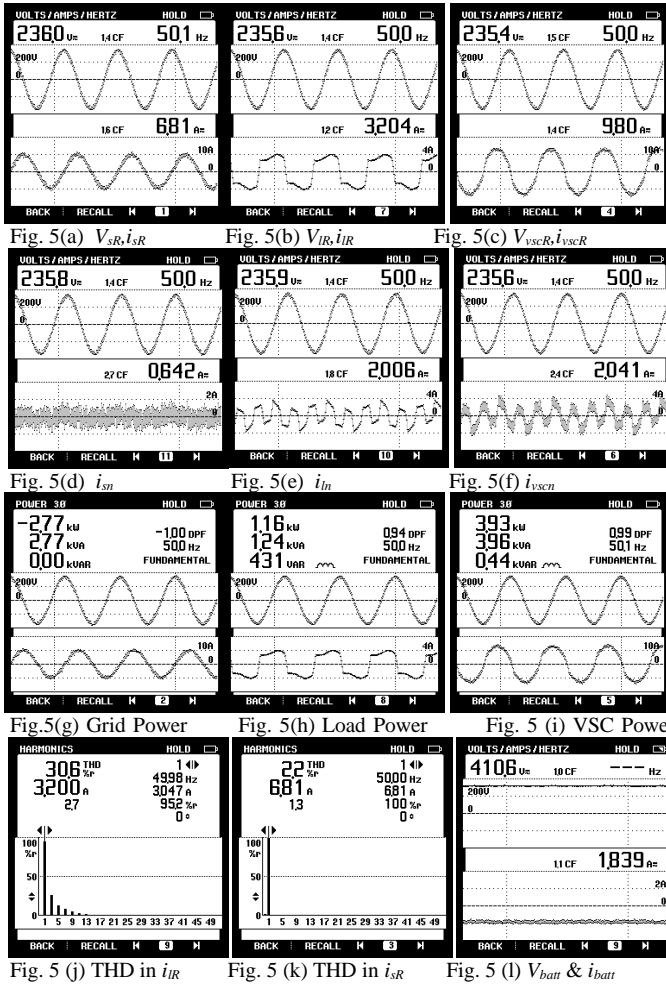 VOLTS/AMPS/HERTZ HOLD
236.0 V≂ 1.4 CF 50.1 Hz
200V
0
1.6 CF 6.81 A≂
10A
0
BACK RECALL 1
Fig. 5(a) VsR,isR
VOLTS/AMPS/HERTZ HOLD
235.6 V≂ 1.4 CF 50.0 Hz
200V
0
1.2 CF 3.204 A≂
4A
0
BACK RECALL 7
Fig. 5(b) VlR,ilR
VOLTS/AMPS/HERTZ HOLD
235.4 V≂ 1.5 CF 50.0 Hz
200V
0
1.4 CF 9.80 A≂
10A
0
BACK RECALL 4
Fig. 5(c) VvscR,ivscR
VOLTS/AMPS/HERTZ HOLD
235.8 V≂ 1.4 CF 50.0 Hz
200V
0
2.7 CF 0.642 A≂
2A
0
BACK RECALL 11
Fig. 5(d) isn
VOLTS/AMPS/HERTZ HOLD
235.9 V≂ 1.4 CF 50.0 Hz
200V
0
1.8 CF 2.006 A≂
4A
0
BACK RECALL 10
Fig. 5(e) iln
VOLTS/AMPS/HERTZ HOLD
235.6 V≂ 1.4 CF 50.0 Hz
200V
0
2.4 CF 2.041 A≂
4A
0
BACK RECALL 6
Fig. 5(f) ivscn
POWER 3Ø HOLD
-2.77 kW
2.77 kVA -1.00 DPF
0.00 kVAR 50.0 Hz
FUNDAMENTAL
200V
0
10A
0
BACK RECALL 2
Fig.5(g) Grid Power
POWER 3Ø HOLD
1.16 kW
1.24 kVA 0.94 DPF
431 VAR 50.0 Hz
FUNDAMENTAL
200V
0
4A
0
BACK RECALL 8
Fig. 5(h) Load Power
POWER 3Ø HOLD
3.93 kW
3.96 kVA 0.99 DPF
0.44 kVAR 50.1 Hz
FUNDAMENTAL
200V
0
10A
0
BACK RECALL 5
Fig. 5 (i) VSC Powe
HARMONICS HOLD
30.6 THD %r 1
3.200 A 49.98 Hz
2.7 3.047 A
95.2 %r
0 °
100
%r
50
0
1 5 9 13 17 21 25 29 33 37 41 45 49
BACK RECALL 9
Fig. 5 (j) THD in ilR
HARMONICS HOLD
2.2 THD %r 1
6.81 A 50.00 Hz
1.3 6.81 A
100 %r
0 °
100
%r
50
0
1 5 9 13 17 21 25 29 33 37 41 45 49
BACK RECALL 3
Fig. 5 (k) THD in isR
VOLTS/AMPS/HERTZ HOLD
410.6 V≂ 1.0 CF --- Hz
200V
0
1.1 CF 1.839 A≂
2A
0
BACK RECALL 9
Fig. 5 (l) Vbatt & ibatt